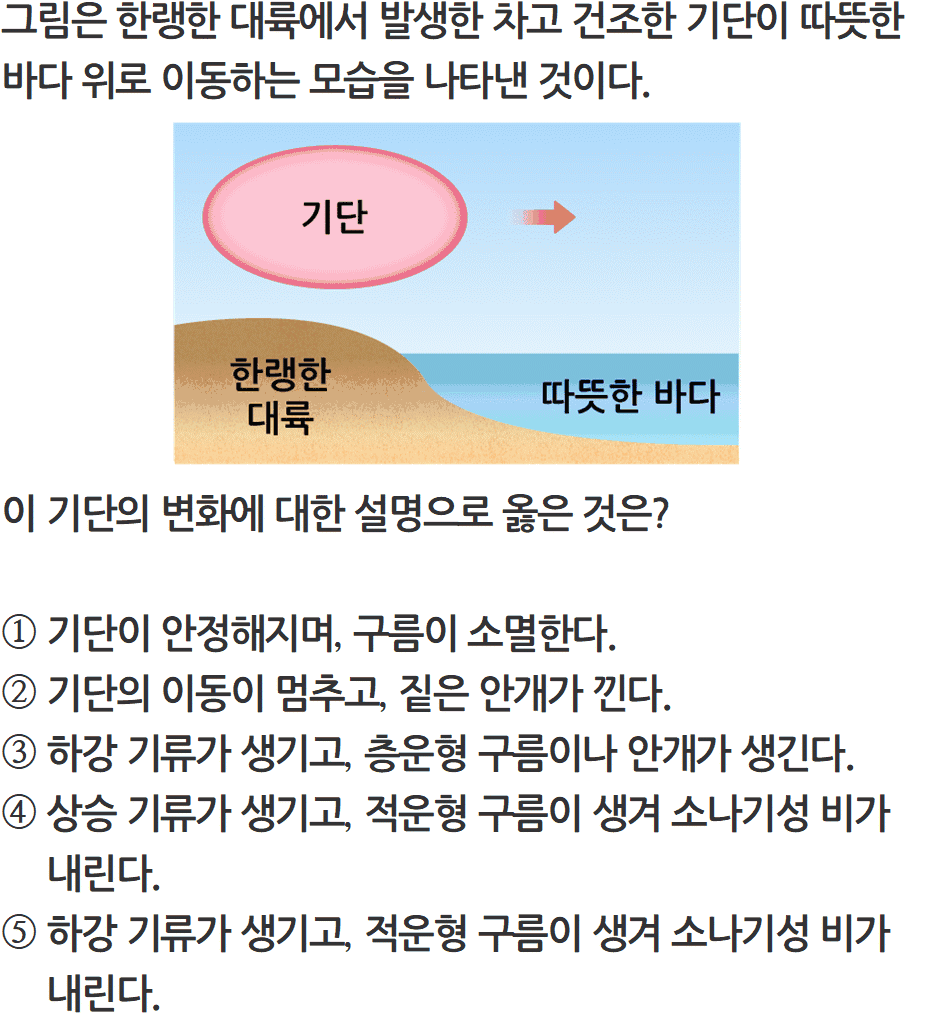 그림은 한랭한 대륙에서 발생한 차고 건조한 기단이 따뜻한
바다 위로 이동하는 모습을 나타낸 것이다.
기단
한랭한
대륙
따뜻한 바다
이 기단의 변화에 대한 설명으로 옳은 것은?
① 기단이 안정해지며, 구름이 소멸한다.
② 기단의 이동이 멈추고, 짙은 안개가 낀다.
③ 하강 기류가 생기고, 층운형 구름이나 안개가 생긴다.
④ 상승 기류가 생기고, 적운형 구름이 생겨 소나기성 비가
내린다.
⑤ 하강 기류가 생기고, 적운형 구름이 생겨 소나기성 비가
내린다.